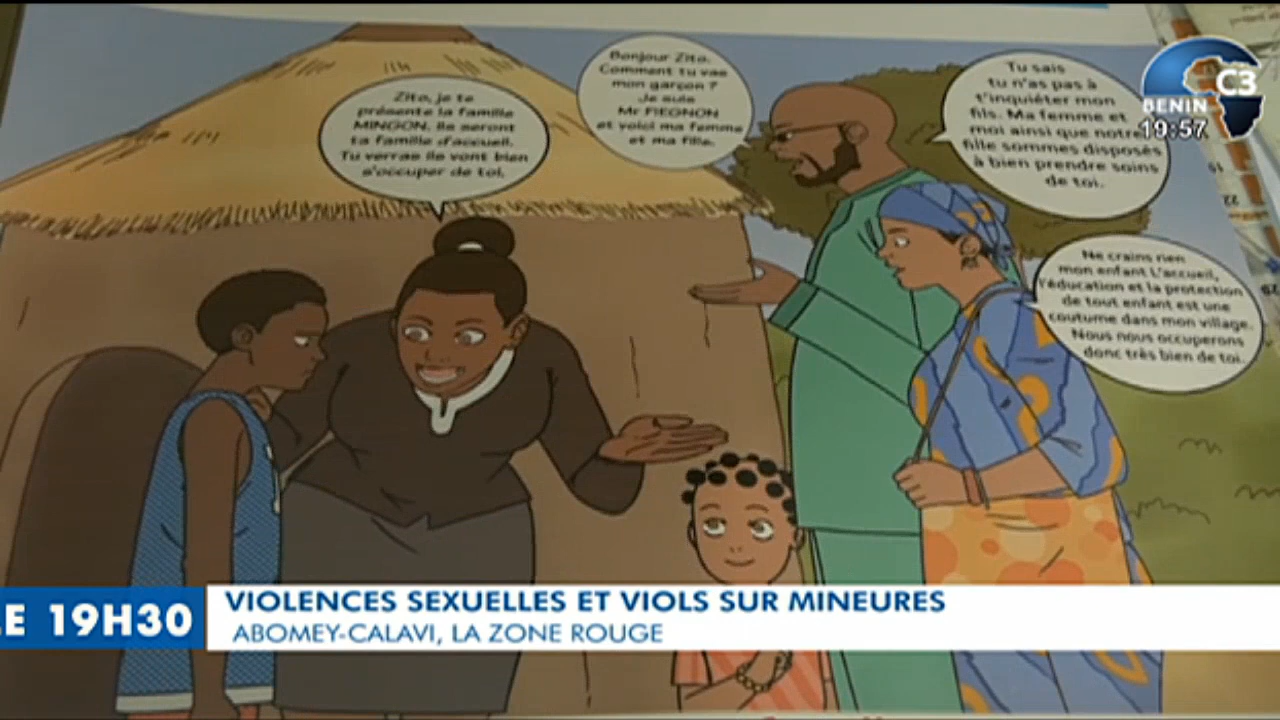 Zito, je te
présente la famille
MINGON. Ils seront
ta famille d'accueil.
Tu verras ils vont bien
s'occuper de toi.
Bonjour Zito.
Comment tu vas
mon garçon ?
Je suis
Mr
et voici ma femme
et ma fille.
Tu sais
tu n'as pas à
t'inquiéter mon
fils. Ma femme et
moi ainsi que notre
fille sommes disposés
à bien prendre soins
de toi.
Ne crains rien
mon enfant L'accueil,
l'éducation et la protection
de tout enfant est une
coutume dans mon village.
Nous nous occuperons
donc très bien de toi.
C3
BENIN
19:57
LE 19H30
VIOLENCES SEXUELLES ET VIOLS SUR MINEURES
ABOMEY-CALAVI, LA ZONE ROUGE